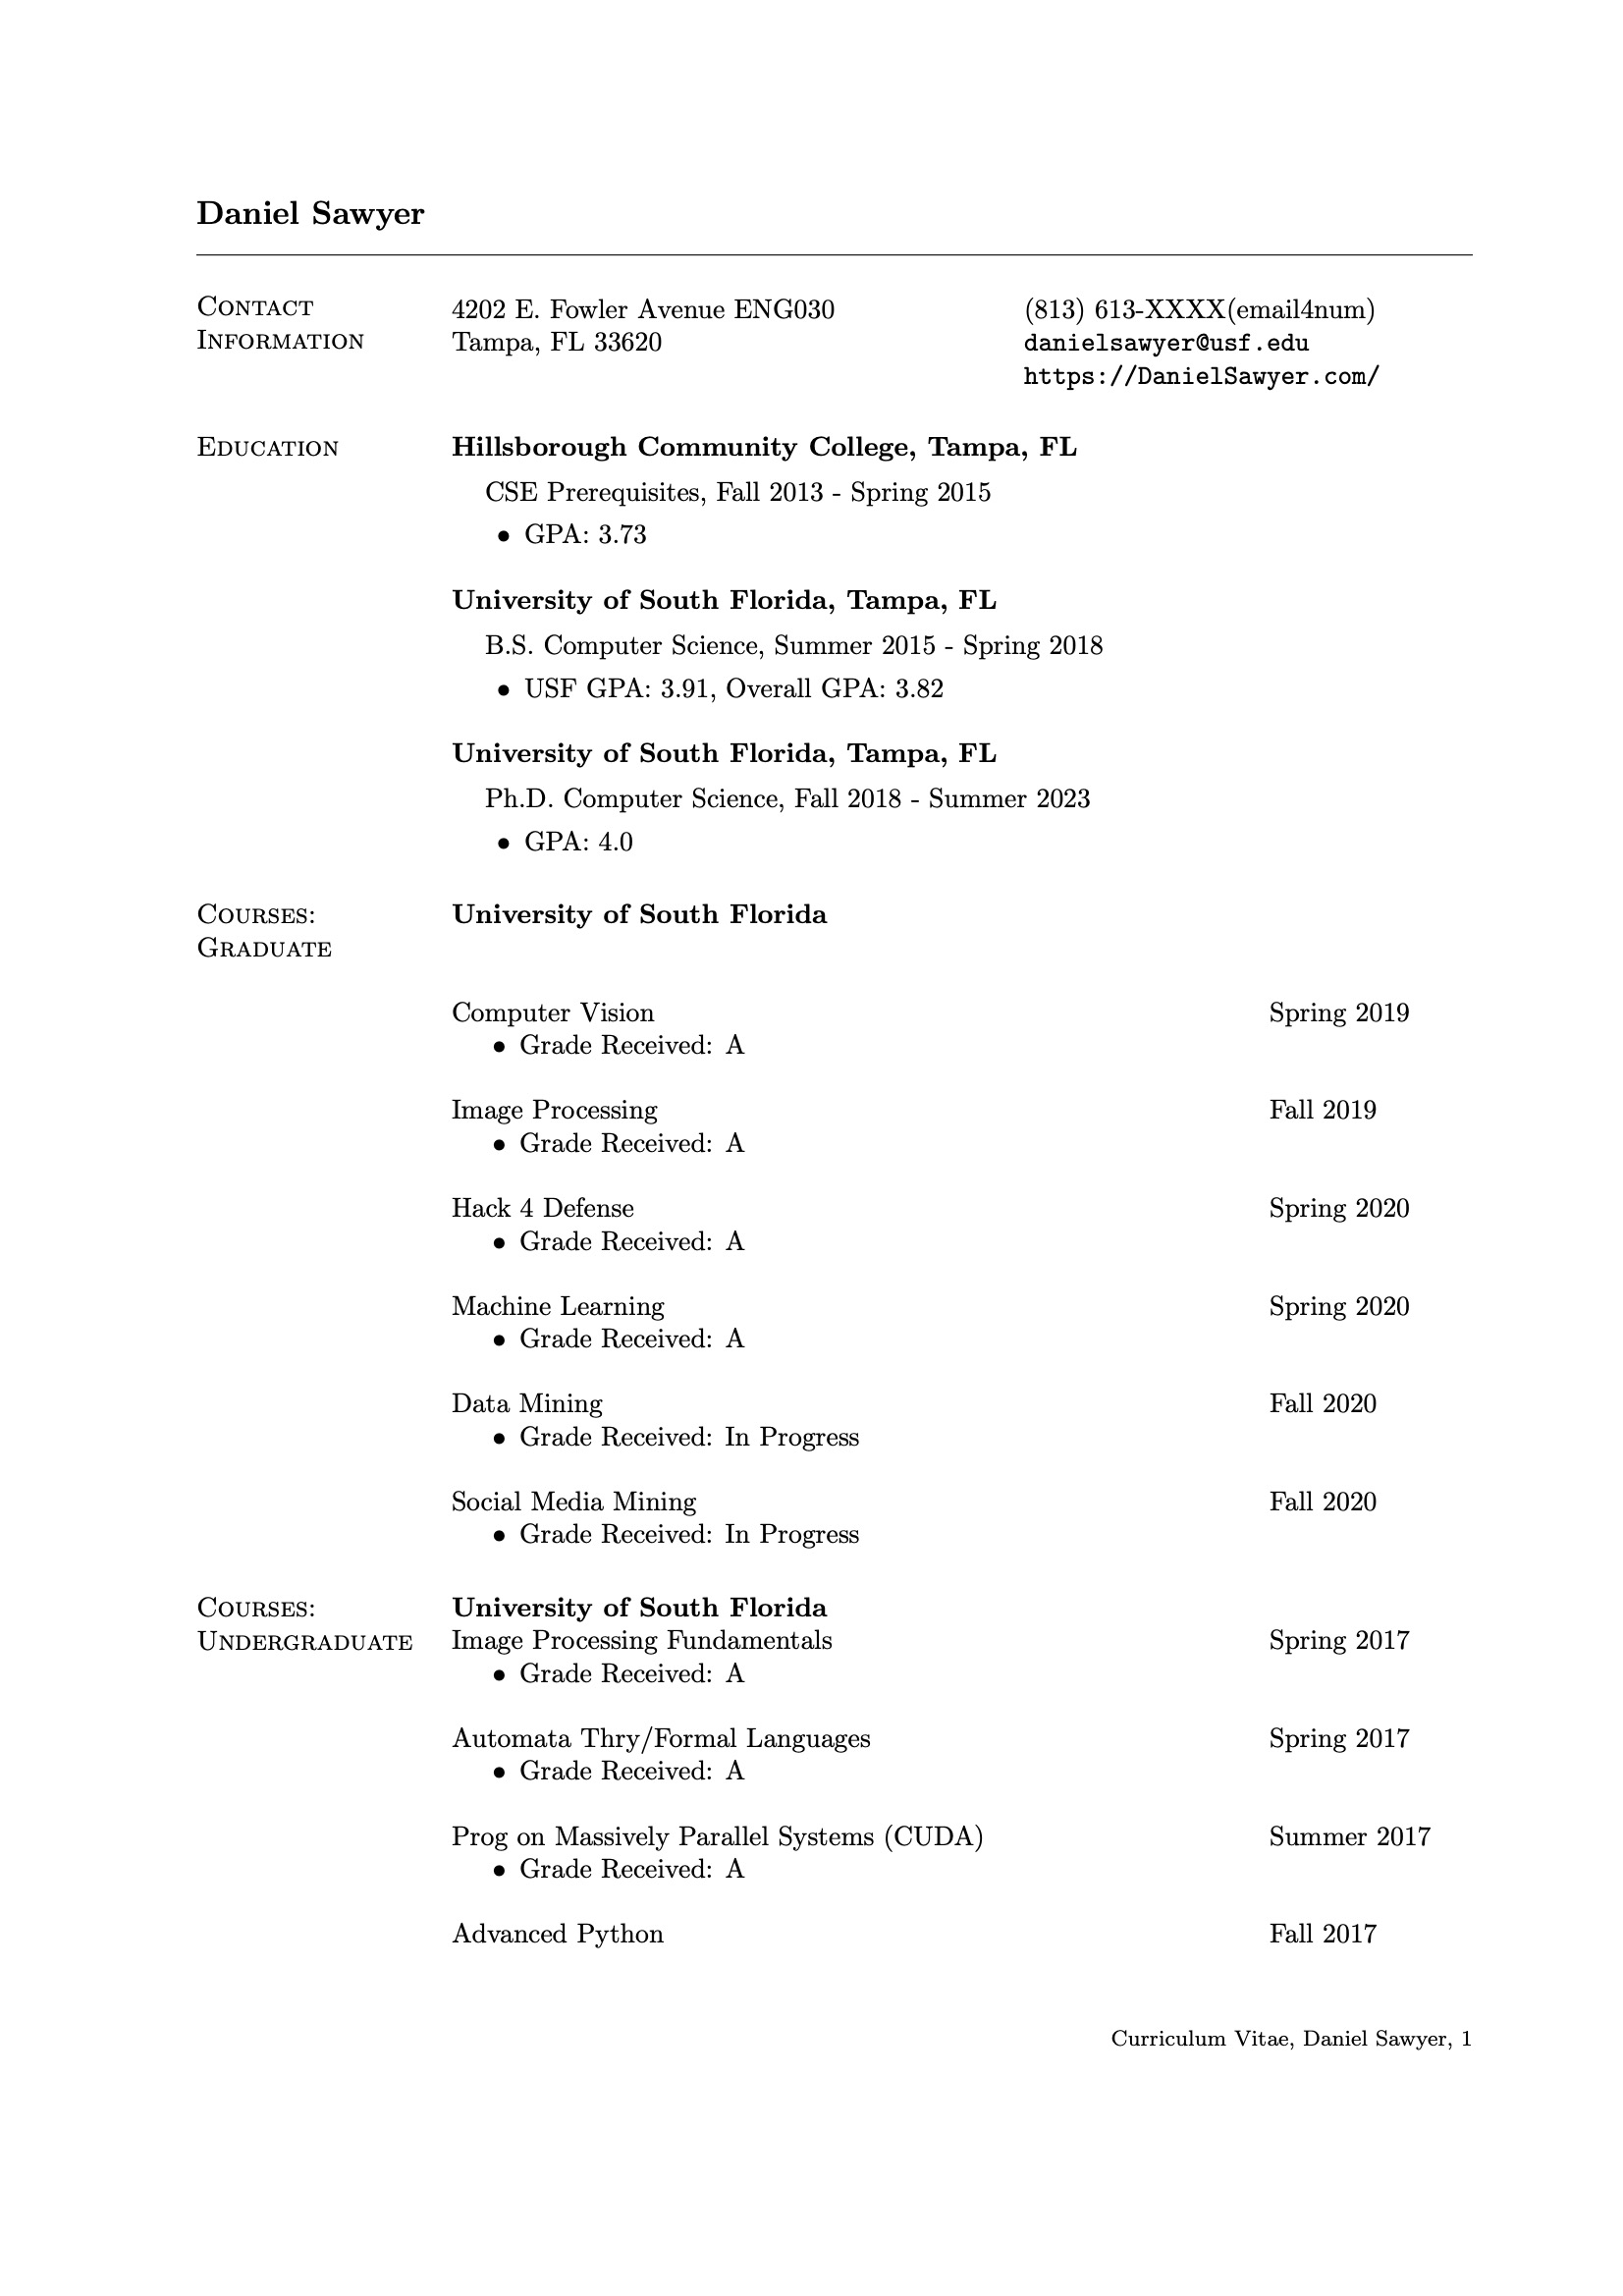 Daniel Sawyer
Contact Information
4202 E. Fowler Avenue ENG030
Tampa, FL 33620
(813) 613-XXXX(email4num)
danielsawyer@usf.edu
https://DanielSawyer.com/
Education
Hillsborough Community College, Tampa, FL
CSE Prerequisites, Fall 2013 - Spring 2015
• GPA: 3.73
University of South Florida, Tampa, FL
B.S. Computer Science, Summer 2015 - Spring 2018
• USF GPA: 3.91, Overall GPA: 3.82
University of South Florida, Tampa, FL
Ph.D. Computer Science, Fall 2018 - Summer 2023
• GPA: 4.0
Courses: Graduate
University of South Florida
Computer Vision Spring 2019
• Grade Received: A
Image Processing Fall 2019
• Grade Received: A
Hack 4 Defense Spring 2020
• Grade Received: A
Machine Learning Spring 2020
• Grade Received: A
Data Mining Fall 2020
• Grade Received: In Progress
Social Media Mining Fall 2020
• Grade Received: In Progress
Courses: Undergraduate
University of South Florida
Image Processing Fundamentals Spring 2017
• Grade Received: A
Automata Thry/Formal Languages Spring 2017
• Grade Received: A
Prog on Massively Parallel Systems (CUDA) Summer 2017
• Grade Received: A
Advanced Python Fall 2017
Curriculum Vitae, Daniel Sawyer, 1